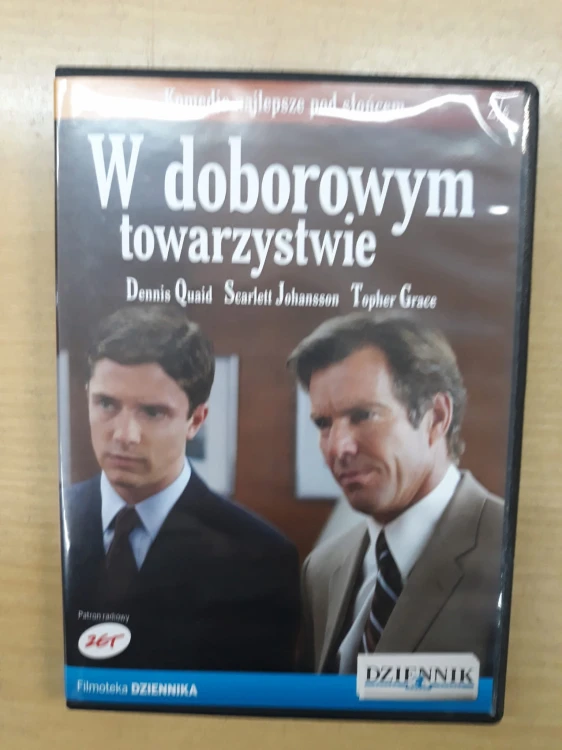 Komedie najlepsze pod słońcem
W doborowym
towarzystwie
Dennis Quaid Scarlett Johansson Topher Grace
Patron radiowy
ZET
DZIENNIK
Filmoteka DZIENNIKA